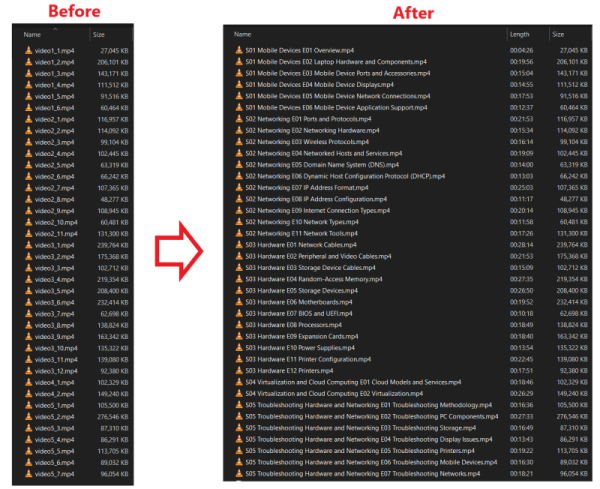 Before
Name Size
video1_1.mp4 27,045 KB
video1_2.mp4 206,101 KB
video1_3.mp4 143,171 KB
video1_4.mp4 111,512 KB
video1_5.mp4 91,516 KB
video1_6.mp4 60,464 KB
video2_1.mp4 116,957 KB
video2_2.mp4 114,092 KB
video2_3.mp4 99,104 KB
video2_4.mp4 102,445 KB
video2_5.mp4 63,319 KB
video2_6.mp4 66,242 KB
video2_7.mp4 107,365 KB
video2_8.mp4 48,277 KB
video2_9.mp4 108,945 KB
video2_10.mp4 60,481 KB
video2_11.mp4 131,300 KB
video3_1.mp4 239,764 KB
video3_2.mp4 175,368 KB
video3_3.mp4 102,712 KB
video3_4.mp4 219,354 KB
video3_5.mp4 208,400 KB
video3_6.mp4 232,414 KB
video3_7.mp4 62,698 KB
video3_8.mp4 138,824 KB
video3_9.mp4 163,342 KB
video3_10.mp4 135,322 KB
video3_11.mp4 139,080 KB
video3_12.mp4 92,380 KB
video4_1.mp4 102,329 KB
video4_2.mp4 149,240 KB
video5_1.mp4 105,500 KB
video5_2.mp4 276,546 KB
video5_3.mp4 87,310 KB
video5_4.mp4 86,291 KB
video5_5.mp4 113,705 KB
video5_6.mp4 89,032 KB
video5_7.mp4 96,054 KB
After
Name Length Size
S01 Mobile Devices E01 Overview.mp4 00:04:26 27,045 KB
S01 Mobile Devices E02 Laptop Hardware and Components.mp4 00:19:56 206,101 KB
S01 Mobile Devices E03 Mobile Device Ports and Accessories.mp4 00:15:04 143,171 KB
S01 Mobile Devices E04 Mobile Device Displays.mp4 00:14:55 111,512 KB
S01 Mobile Devices E05 Mobile Device Network Connections.mp4 00:17:53 91,516 KB
S01 Mobile Devices E06 Mobile Device Application Support.mp4 00:12:37 60,464 KB
S02 Networking E01 Ports and Protocols.mp4 00:21:53 116,957 KB
S02 Networking E02 Networking Hardware.mp4 00:15:34 114,092 KB
S02 Networking E03 Wireless Protocols.mp4 00:16:14 99,104 KB
S02 Networking E04 Networked Hosts and Services.mp4 00:19:09 102,445 KB
S02 Networking E05 Domain Name System (DNS).mp4 00:14:00 63,319 KB
S02 Networking E06 Dynamic Host Configuration Protocol (DHCP).mp4 00:13:03 66,242 KB
S02 Networking E07 IP Address Format.mp4 00:25:03 107,365 KB
S02 Networking E08 IP Address Configuration.mp4 00:11:17 48,277 KB
S02 Networking E09 Internet Connection Types.mp4 00:20:14 108,945 KB
S02 Networking E10 Network Types.mp4 00:11:58 60,481 KB
S02 Networking E11 Network Tools.mp4 00:17:26 131,300 KB
S03 Hardware E01 Network Cables.mp4 00:28:14 239,764 KB
S03 Hardware E02 Peripheral and Video Cables.mp4 00:21:53 175,368 KB
S03 Hardware E03 Storage Device Cables.mp4 00:15:09 102,712 KB
S03 Hardware E04 Random-Access Memory.mp4 00:27:35 219,354 KB
S03 Hardware E05 Storage Devices.mp4 00:26:50 208,400 KB
S03 Hardware E06 Motherboards.mp4 00:19:52 232,414 KB
S03 Hardware E07 BIOS and UEFI.mp4 00:10:18 62,698 KB
S03 Hardware E08 Processors.mp4 00:18:49 138,824 KB
S03 Hardware E09 Expansion Cards.mp4 00:18:40 163,342 KB
S03 Hardware E10 Power Supplies.mp4 00:13:54 135,322 KB
S03 Hardware E11 Printer Configuration.mp4 00:22:45 139,080 KB
S03 Hardware E12 Printers.mp4 00:17:51 92,380 KB
S04 Virtualization and Cloud Computing E01 Cloud Models and Services.mp4 00:18:46 102,329 KB
S04 Virtualization and Cloud Computing E02 Virtualization.mp4 00:26:29 149,240 KB
S05 Troubleshooting Hardware and Networking E01 Troubleshooting Methodology.mp4 00:16:36 105,500 KB
S05 Troubleshooting Hardware and Networking E02 Troubleshooting PC Components.mp4 00:27:33 276,546 KB
S05 Troubleshooting Hardware and Networking E03 Troubleshooting Storage.mp4 00:16:49 87,310 KB
S05 Troubleshooting Hardware and Networking E04 Troubleshooting Display Issues.mp4 00:13:43 86,291 KB
S05 Troubleshooting Hardware and Networking E05 Troubleshooting Printers.mp4 00:19:22 113,705 KB
S05 Troubleshooting Hardware and Networking E06 Troubleshooting Mobile Devices.mp4 00:16:30 89,032 KB
S05 Troubleshooting Hardware and Networking E07 Troubleshooting Networks.mp4 00:18:21 96,054 KB